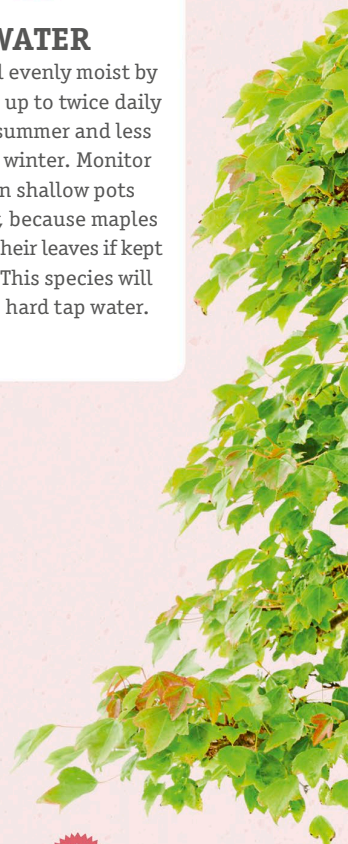 WATER
evenly moist by
up to twice daily
summer and less
winter. Monitor
n shallow pots
, because maples
heir leaves if kept
This species will
hard tap water.